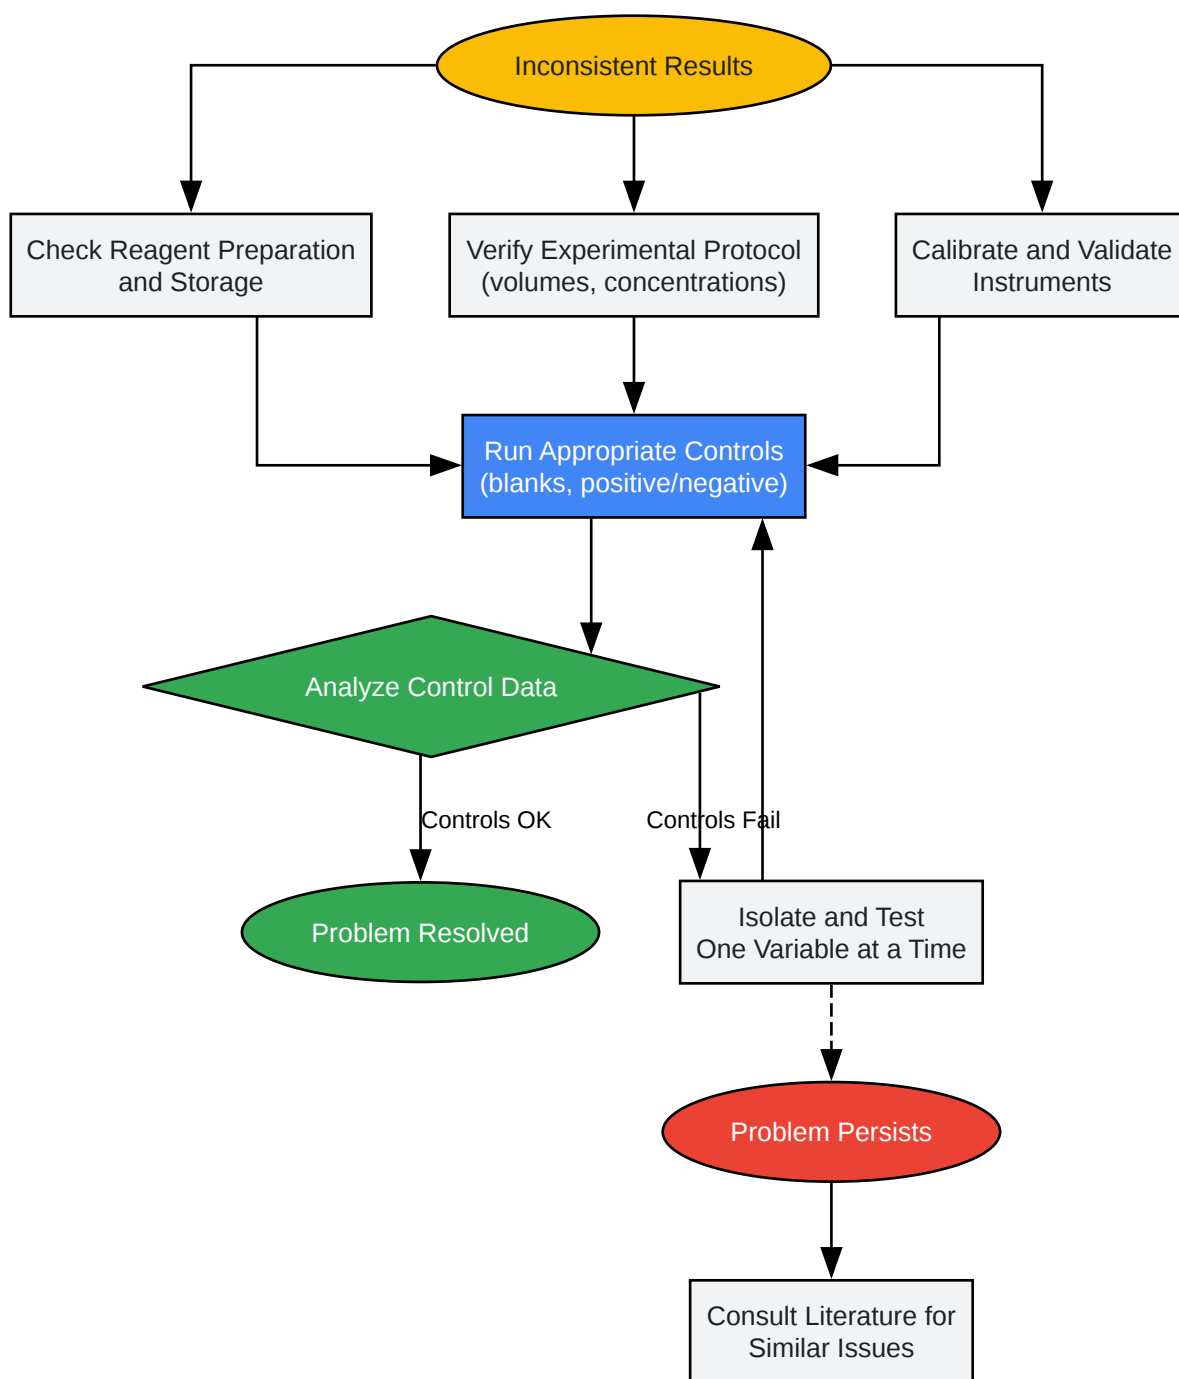 Inconsistent Results
Check Reagent Preparation
and Storage
Verify Experimental Protocol
(volumes, concentrations)
Calibrate and Validate
Instruments
Run Appropriate Controls
(blanks, positive/negative)
Analyze Control Data
Controls OK
Controls Fail
Problem Resolved
Isolate and Test
One Variable at a Time
Problem Persists
Consult Literature for
Similar Issues